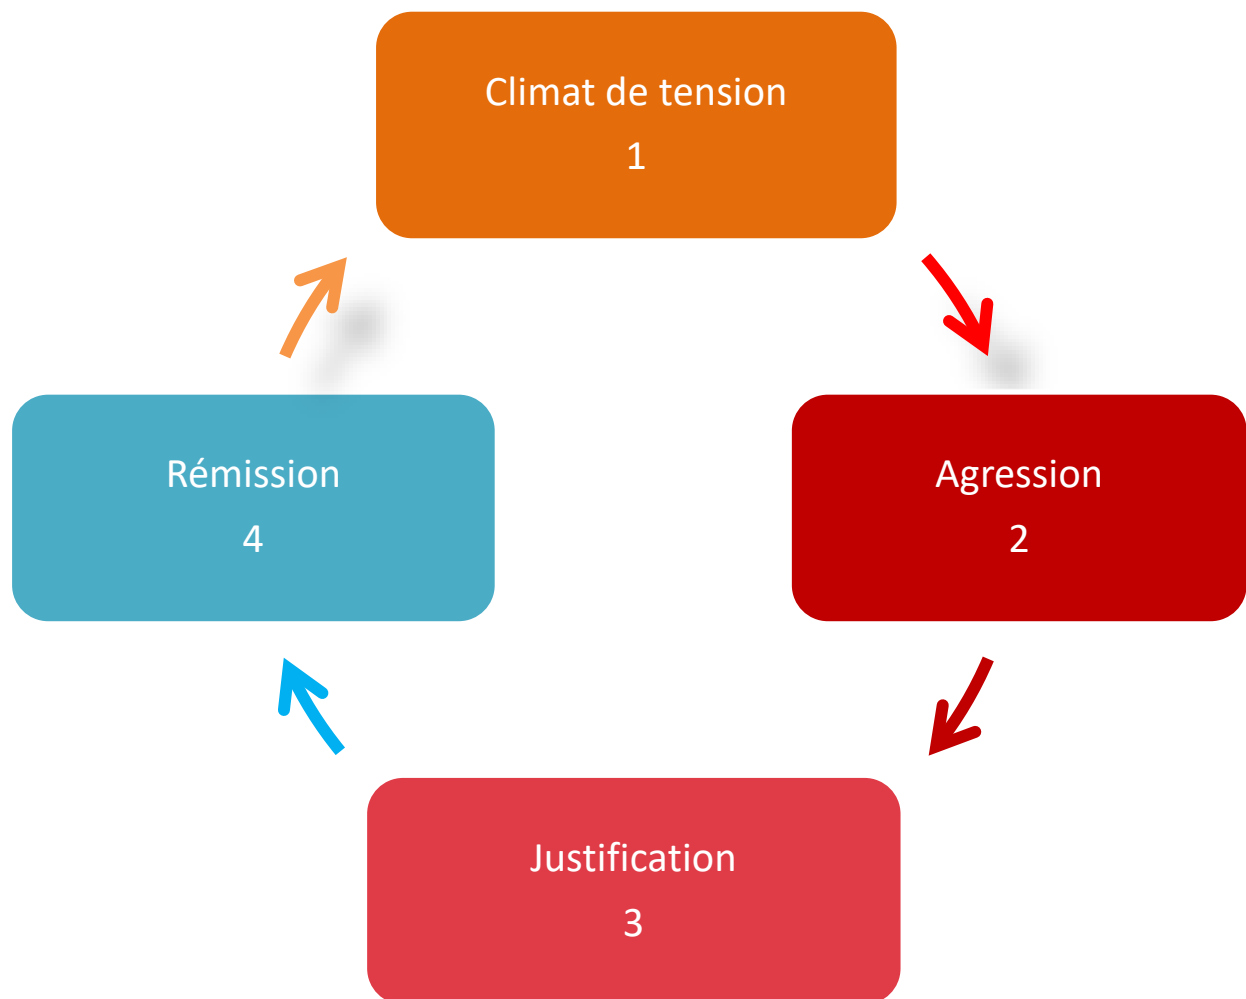 Climat de tension
1
Agression
2
Justification
3
Rémission
4